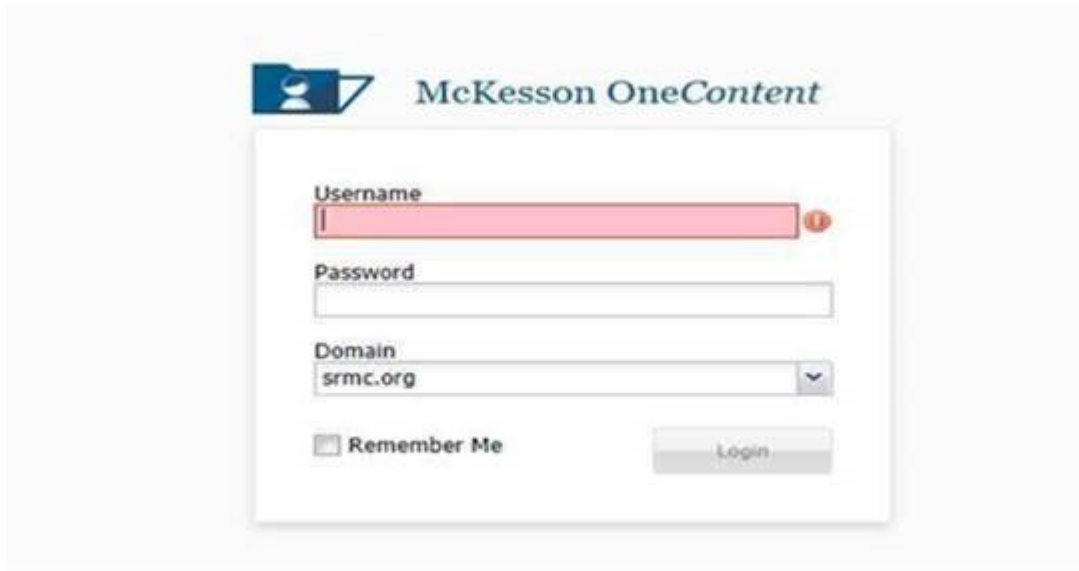 McKesson OneContent
Username
Password
Domain
srmc.org
Remember Me
Login